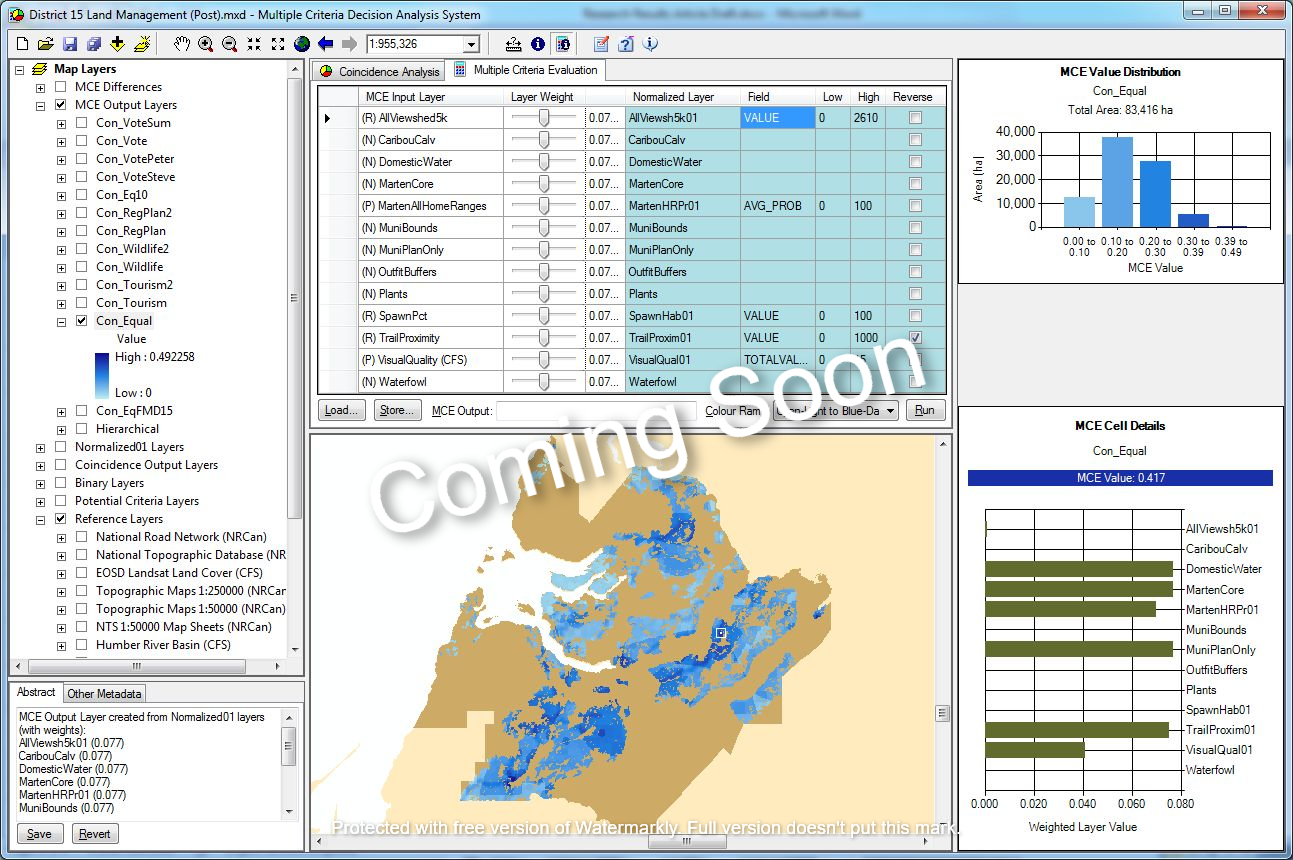 District 15 Land Management (Post).mxd - Multiple Criteria Decision Analysis System
1:955,326
Map Layers
MCE Differences
MCE Output Layers
Con_VoteSum
Con_Vote
Con_VotePeter
Con_VoteSteve
Con_Eq10
Con_RegPlan2
Con_RegPlan
Con_Wildlife2
Con_Wildlife
Con_Tourism2
Con_Tourism
Con_Equal
Value
High : 0.492258
Low : 0
Con_EqFMD15
Hierarchical
Normalized01 Layers
Coincidence Output Layers
Binary Layers
Potential Criteria Layers
Reference Layers
National Road Network (NRCan)
National Topographic Database (NR
EOSD Landsat Land Cover (CFS)
Topographic Maps 1:250000 (NRCar
Topographic Maps 1:50000 (NRCan)
NTS 1:50000 Map Sheets (NRCan)
Humber River Basin (CFS)
Abstract Other Metadata
MCE Output Layer created from Normalized01 layers
(with weights):
AllViewsh5k01 (0.077)
CaribouCalv (0.077)
DomesticWater (0.077)
MartenCore (0.077)
MartenHRPr01 (0.077)
MuniBounds (0.077)
Save Revert
Coincidence Analysis Multiple Criteria Evaluation
MCE Input Layer Layer Weight Normalized Layer Field Low High Reverse
(R) AllViewshed5k 0.07... AllViewsh5k01 VALUE 0 2610
(N) CaribouCalv 0.07... CaribouCalv
(N) DomesticWater 0.07... DomesticWater
(N) MartenCore 0.07... MartenCore
(P) MartenAllHomeRanges 0.07... MartenHRPr01 AVG_PROB 0 100
(N) MuniBounds 0.07... MuniBounds
(N) MuniPlanOnly 0.07... MuniPlanOnly
(N) OutfitBuffers 0.07... OutfitBuffers
(N) Plants 0.07... Plants
(R) SpawnPct 0.07... SpawnHab01 VALUE 0 100
(R) TrailProximity 0.07... TrailProxim01 VALUE 0 1000
(P) VisualQuality (CFS) 0.07... VisualQual01 TOTALVAL... 0
(N) Waterfowl 0.07... Waterfowl
Load... Store... MCE Output: Colour Ramp Run
Coming Soon
MCE Value Distribution
Con_Equal
Total Area: 83,416 ha
Area [ha]
40,000
30,000
20,000
10,000
0
0.00 to 0.10 to 0.20 to 0.30 to 0.39 to
0.10 0.20 0.30 0.39 0.49
MCE Value
MCE Cell Details
Con_Equal
MCE Value: 0.417
AllViewsh5k01
CaribouCalv
DomesticWater
MartenCore
MartenHRPr01
MuniBounds
MuniPlanOnly
OutfitBuffers
Plants
SpawnHab01
TrailProxim01
VisualQual01
Waterfowl
0.000 0.020 0.040 0.060 0.080
Weighted Layer Value
Protected with free version of Watermarkly. Full version doesn't put this mark.